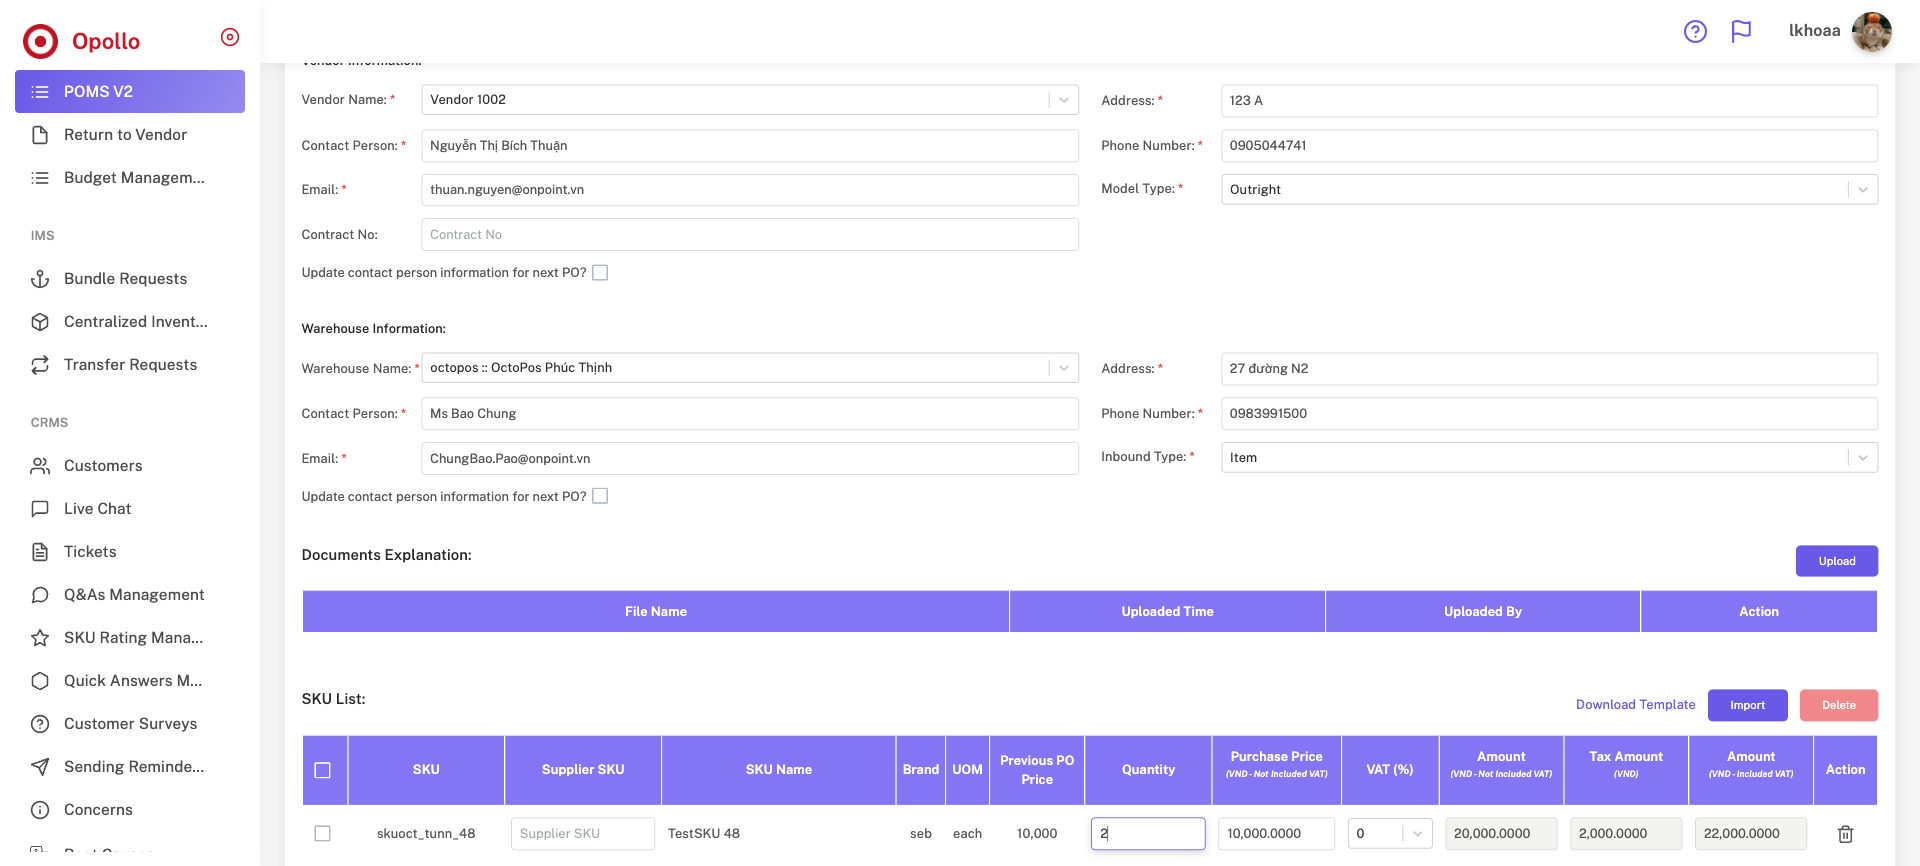 Opollo
lkhoaa
POMS V2
Return to Vendor
Budget Managem...
IMS
Bundle Requests
Centralized Invent...
Transfer Requests
CRMS
Customers
Live Chat
Tickets
Q&As Management
SKU Rating Mana...
Quick Answers M...
Customer Surveys
Sending Reminde...
Concerns
Vendor Information:
Vendor Name: * Vendor 1002
Address: * 123 A
Contact Person: * Nguyễn Thị Bích Thuận
Phone Number: * 0905044741
Email: * thuan.nguyen@onpoint.vn
Model Type: * Outright
Contract No: Contract No
Update contact person information for next PO?
Warehouse Information:
Warehouse Name: * octopos :: OctoPos Phúc Thịnh
Address: * 27 đường N2
Contact Person: * Ms Bao Chung
Phone Number: * 0983991500
Email: * ChungBao.Pao@onpoint.vn
Inbound Type: * Item
Update contact person information for next PO?
Documents Explanation:
Upload
File Name Uploaded Time Uploaded By Action
SKU List:
Download Template Import Delete
SKU Supplier SKU SKU Name Brand UOM Previous PO Price Quantity Purchase Price (VND - Not Included VAT) VAT (%) Amount (VND - Not Included VAT) Tax Amount (VND) Amount (VND - Included VAT) Action
skuoct_tunn_48 Supplier SKU TestSKU 48 seb each 10,000 2 10,000.0000 0 20,000.0000 2,000.0000 22,000.0000